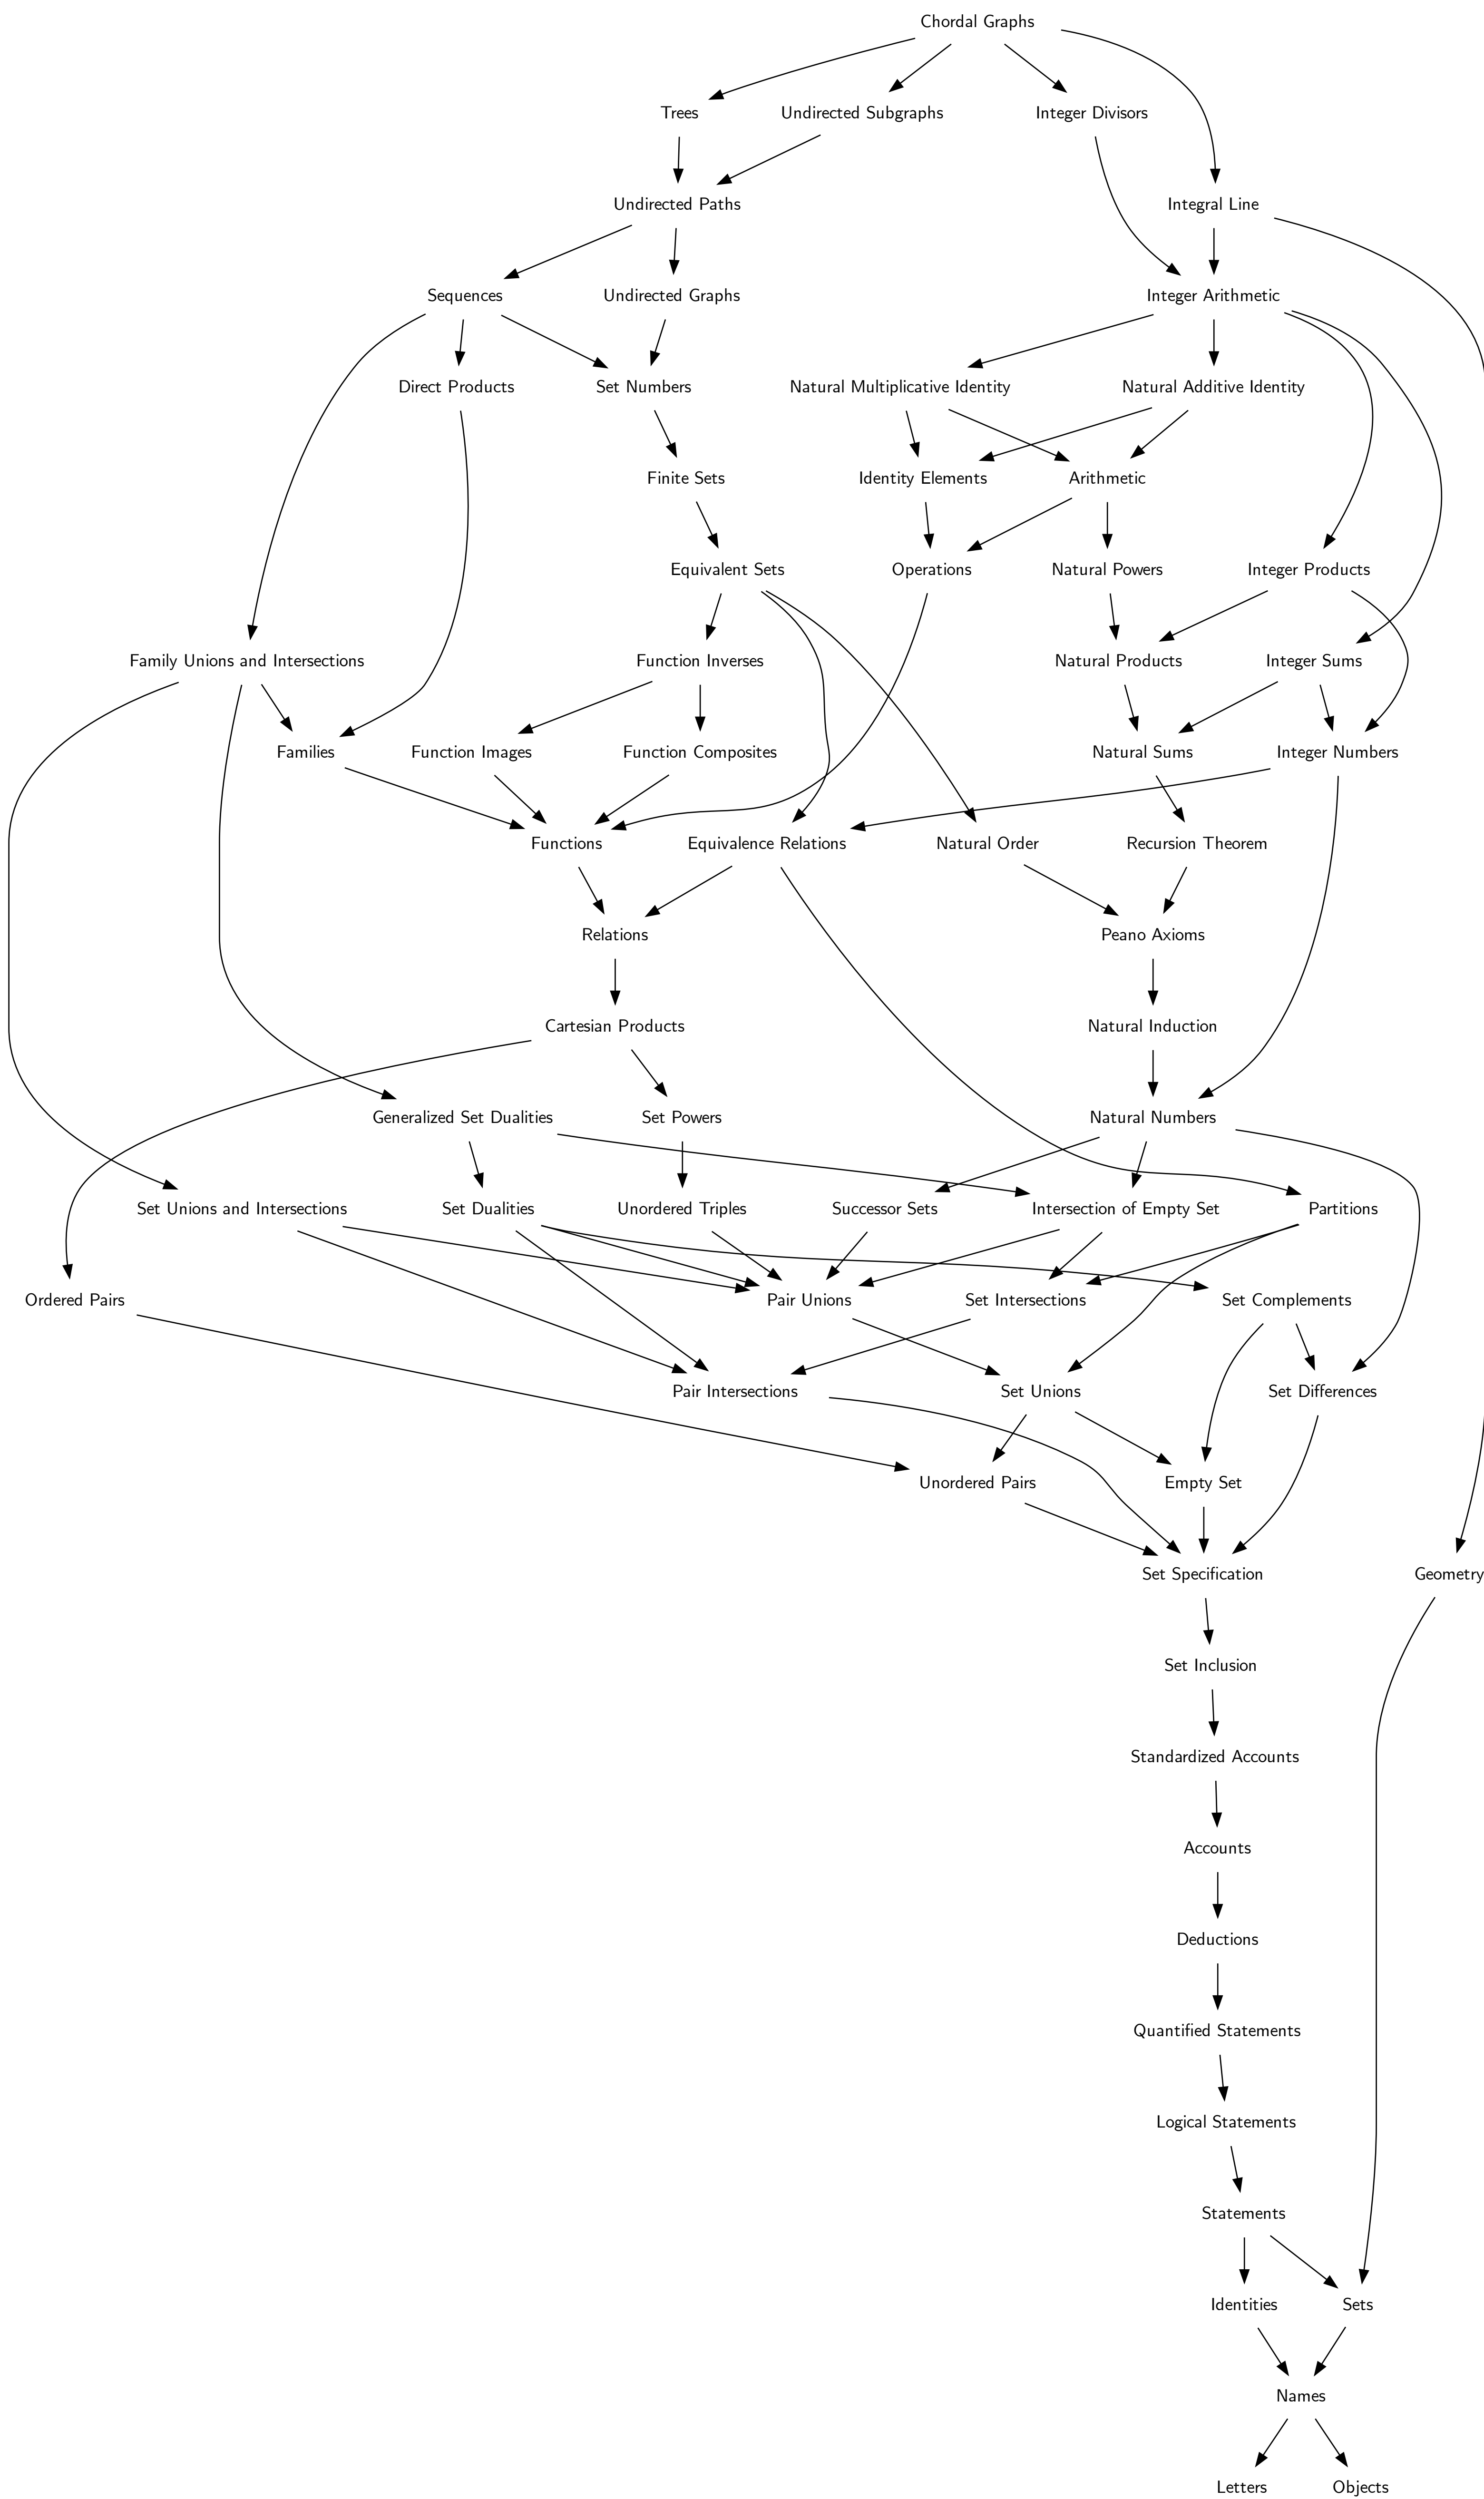 Chordal Graphs
Trees
Undirected Subgraphs
Integer Divisors
Undirected Paths
Integral Line
Sequences
Undirected Graphs
Integer Arithmetic
Direct Products
Set Numbers
Natural Multiplicative Identity
Natural Additive Identity
Finite Sets
Identity Elements
Arithmetic
Equivalent Sets
Operations
Natural Powers
Integer Products
Family Unions and Intersections
Function Inverses
Natural Products
Integer Sums
Families
Function Images
Function Composites
Natural Sums
Integer Numbers
Functions
Equivalence Relations
Natural Order
Recursion Theorem
Relations
Peano Axioms
Cartesian Products
Natural Induction
Generalized Set Dualities
Set Powers
Natural Numbers
Set Unions and Intersections
Set Dualities
Unordered Triples
Successor Sets
Intersection of Empty Set
Partitions
Ordered Pairs
Pair Unions
Set Intersections
Set Complements
Pair Intersections
Set Unions
Set Differences
Unordered Pairs
Empty Set
Set Specification
Geometry
Set Inclusion
Standardized Accounts
Accounts
Deductions
Quantified Statements
Logical Statements
Statements
Identities
Sets
Names
Letters
Objects